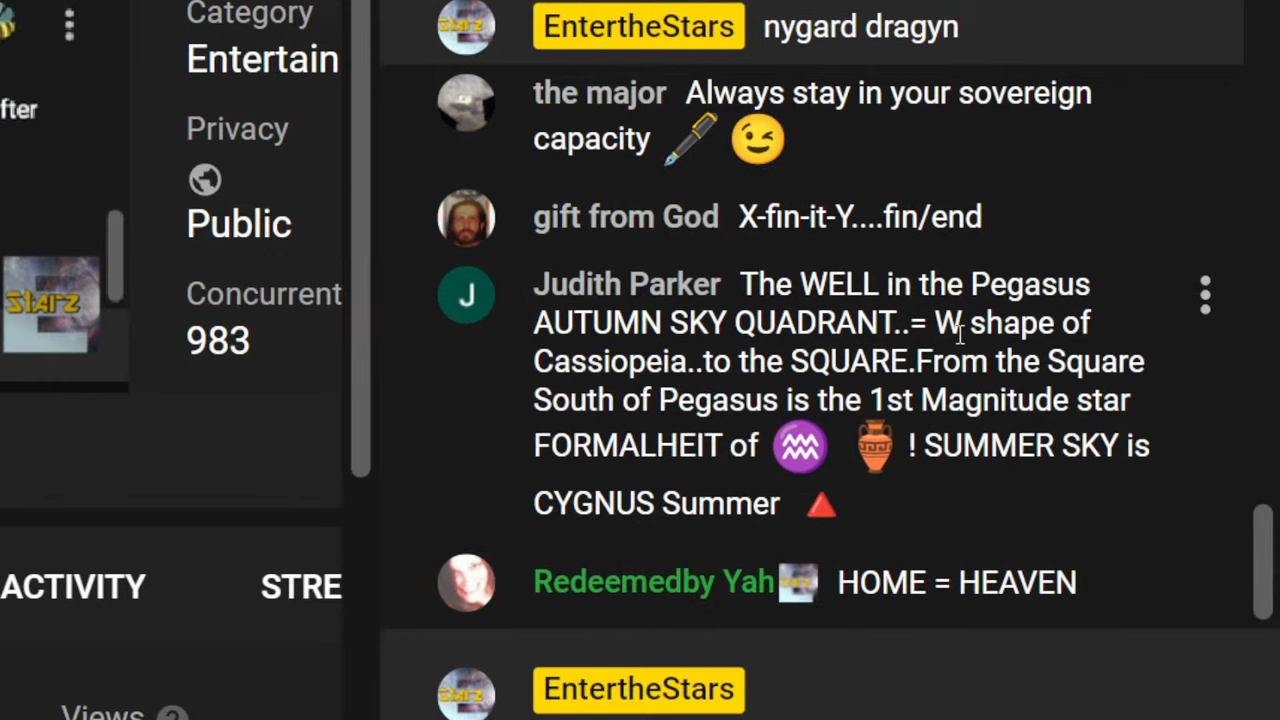 Category
Entertain
fter
Privacy
Public
Concurrent
983
STARZ
ACTIVITY STRE
Views ?
EntertheStars nygard dragyn
the major Always stay in your sovereign
capacity 🖋️ 😉
gift from God X-fin-it-Y....fin/end
J Judith Parker The WELL in the Pegasus
AUTUMN SKY QUADRANT..= W shape of
Cassiopeia..to the SQUARE.From the Square
South of Pegasus is the 1st Magnitude star
FORMALHEIT of ♒ 🏺 ! SUMMER SKY is
CYGNUS Summer 🔺
Redeemedby Yah HOME = HEAVEN
EntertheStars